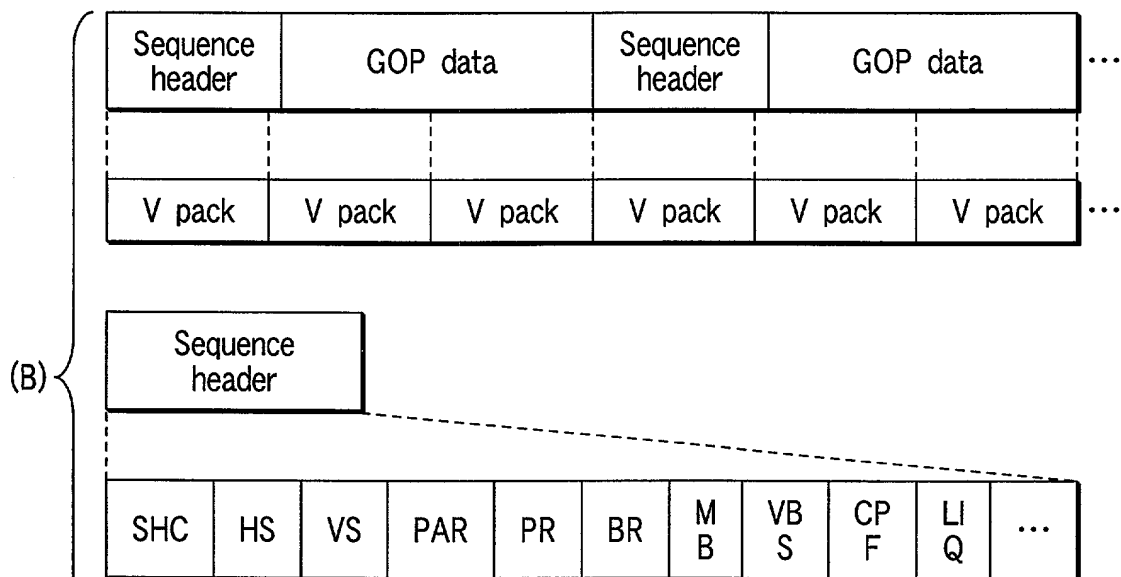 Sequence header GOP data Sequence header GOP data ...
V pack V pack V pack V pack V pack V pack ...
(B)
Sequence
header
SHC HS VS PAR PR BR M B VB S CP F LI Q ...